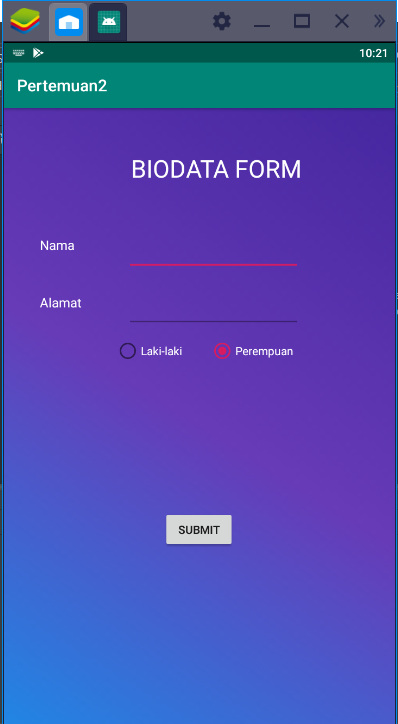 10:21
Pertemuan2
BIODATA FORM
Nama
Alamat
Laki-laki Perempuan
SUBMIT